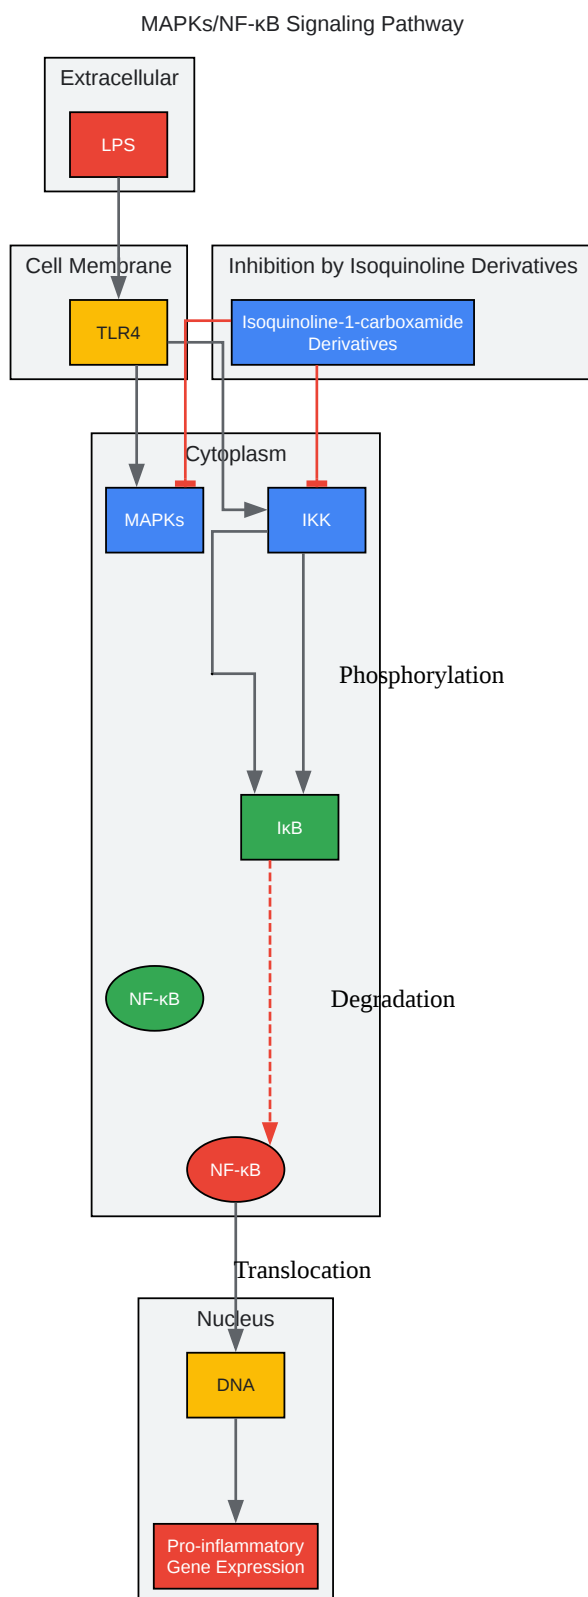 MAPKs/NF-κB Signaling Pathway
Extracellular
LPS
Cell Membrane
TLR4
Inhibition by Isoquinoline Derivatives
Isoquinoline-1-carboxamide
Derivatives
Cytoplasm
MAPKs
IKK
Phosphorylation
IκB
NF-κB
Degradation
NF-κB
Translocation
Nucleus
DNA
Pro-inflammatory
Gene Expression